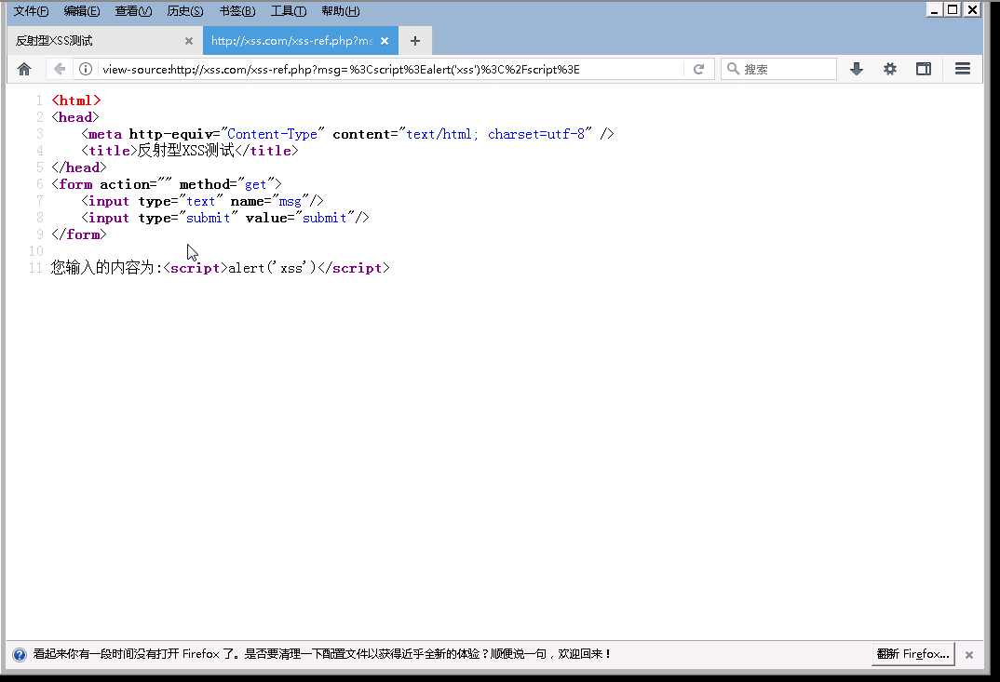 文件(F) 编辑(E) 查看(V) 历史(S) 书签(B) 工具(T) 帮助(H)
反射型XSS测试 × http://xss.com/xss-ref.php?ms × +
view-source:http://xss.com/xss-ref.php?msg=%3Cscript%3Ealert('xss')%3C%2Fscript%3E 搜索
1 <html>
2 <head>
3 <meta http-equiv="Content-Type" content="text/html; charset=utf-8" />
4 <title>反射型XSS测试</title>
5 </head>
6 <form action="" method="get">
7 <input type="text" name="msg"/>
8 <input type="submit" value="submit"/>
9 </form>
10
11 您输入的内容为:<script>alert('xss')</script>
看起来你有一段时间没有打开 Firefox 了。是否要清理一下配置文件以获得近乎全新的体验？顺便说一句，欢迎回来！ 翻新 Firefox... ×